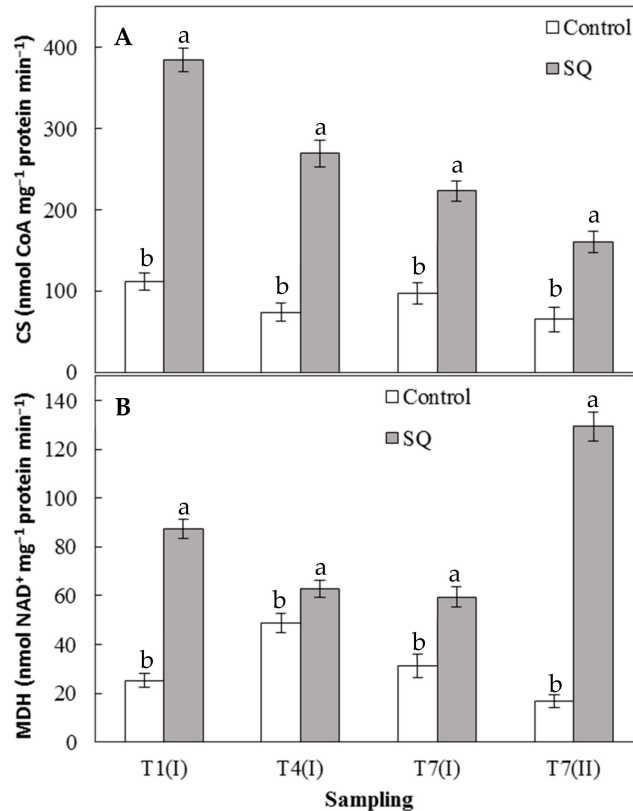 A
Control
SQ
CS (nmol CoA mg⁻¹ protein min⁻¹)
400
300
200
100
0
b
a
b
a
b
a
b
a
B
Control
SQ
MDH (nmol NAD⁺ mg⁻¹ protein min⁻¹)
140
120
100
80
60
40
20
0
b
a
b
a
b
a
b
a
T1(I) T4(I) T7(I) T7(II)
Sampling